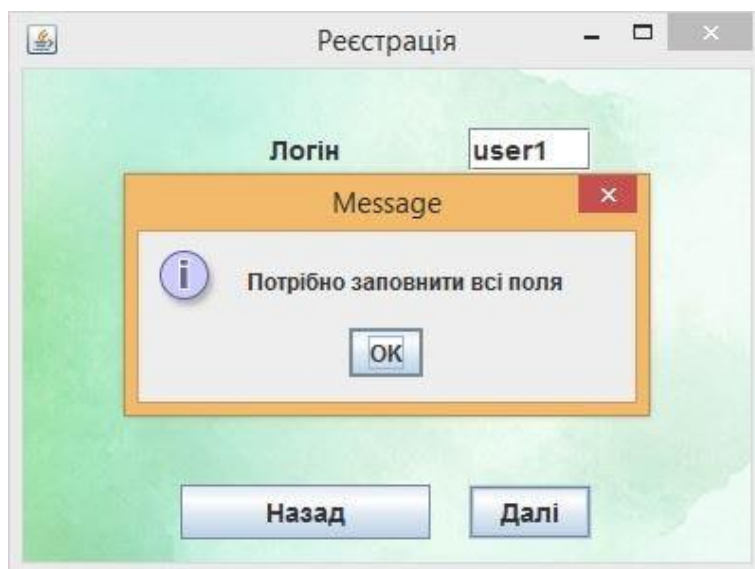 Реєстрація
Логін user1
Message
Потрібно заповнити всі поля
OK
Назад Далі